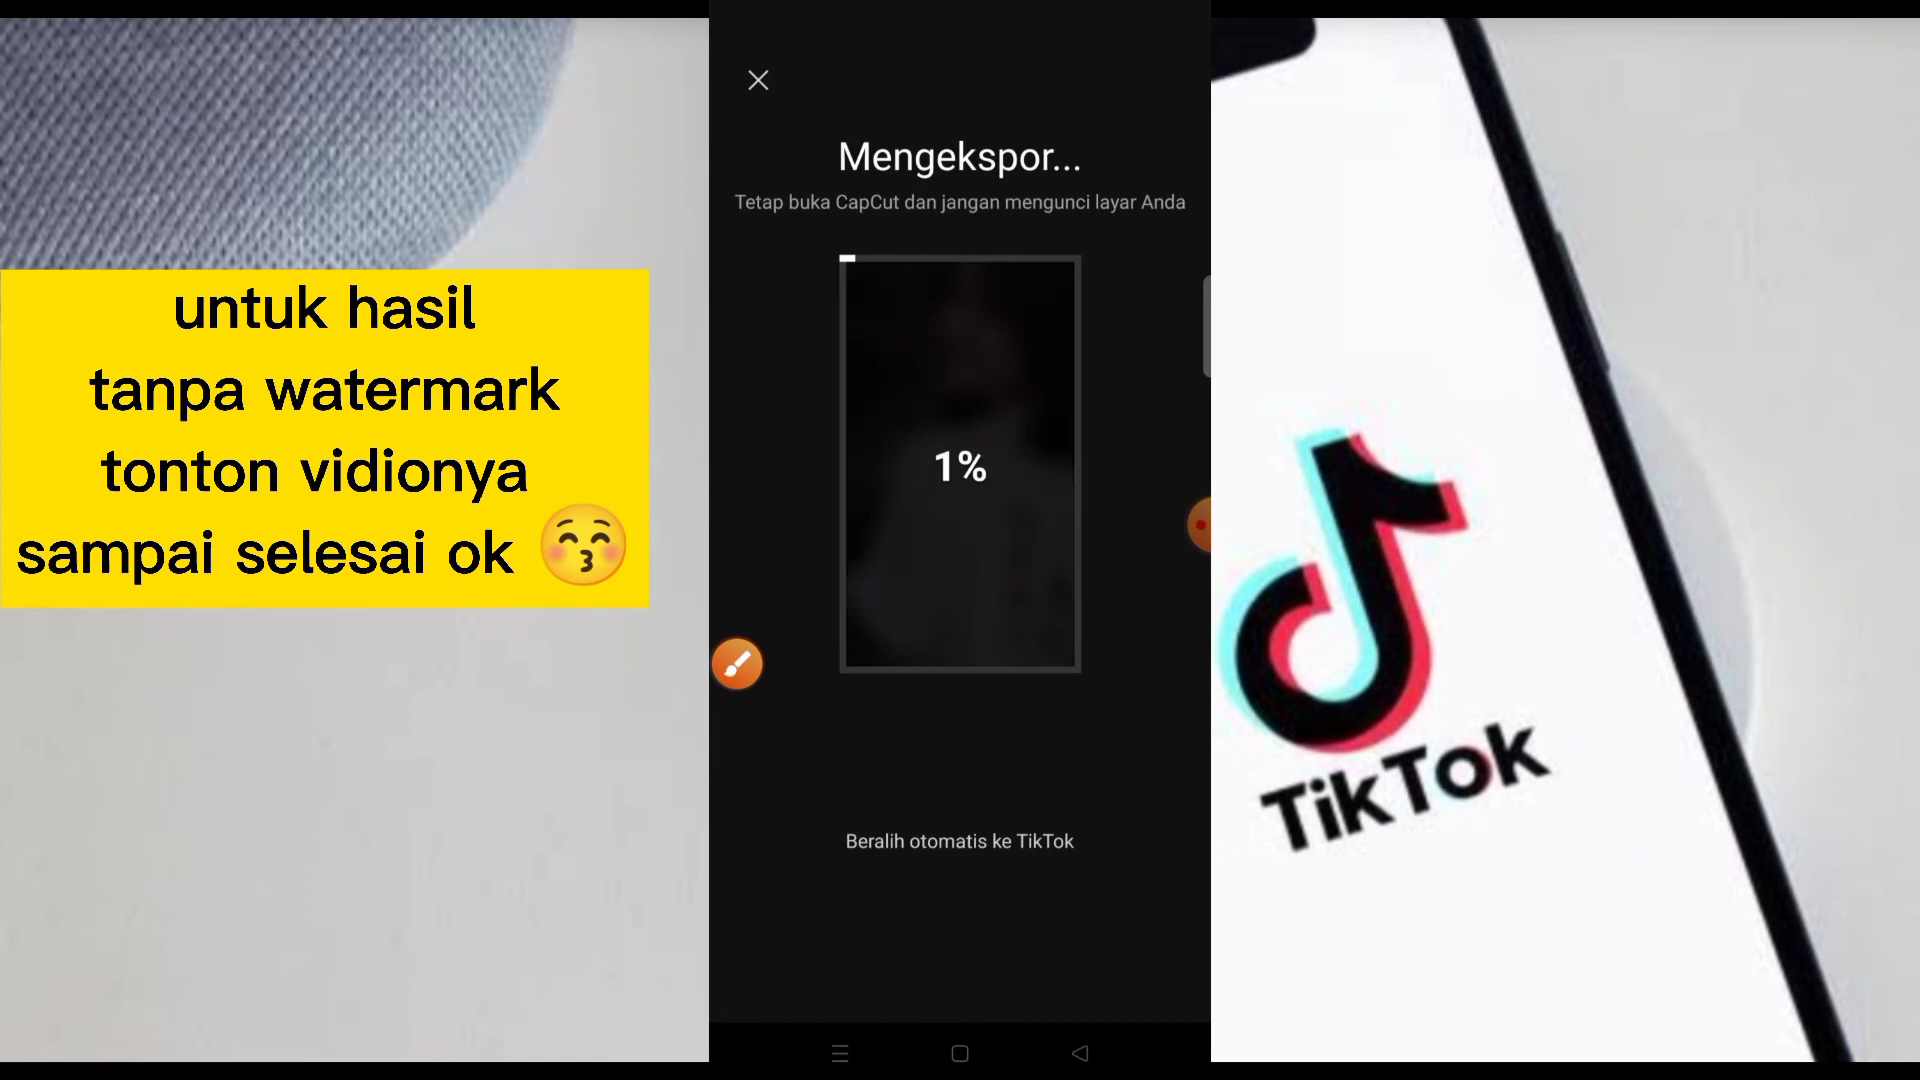 untuk hasil
tanpa watermark
tonton vidionya
sampai selesai ok 😚
Mengekspor...
Tetap buka CapCut dan jangan mengunci layar Anda
1%
Beralih otomatis ke TikTok
TikTok